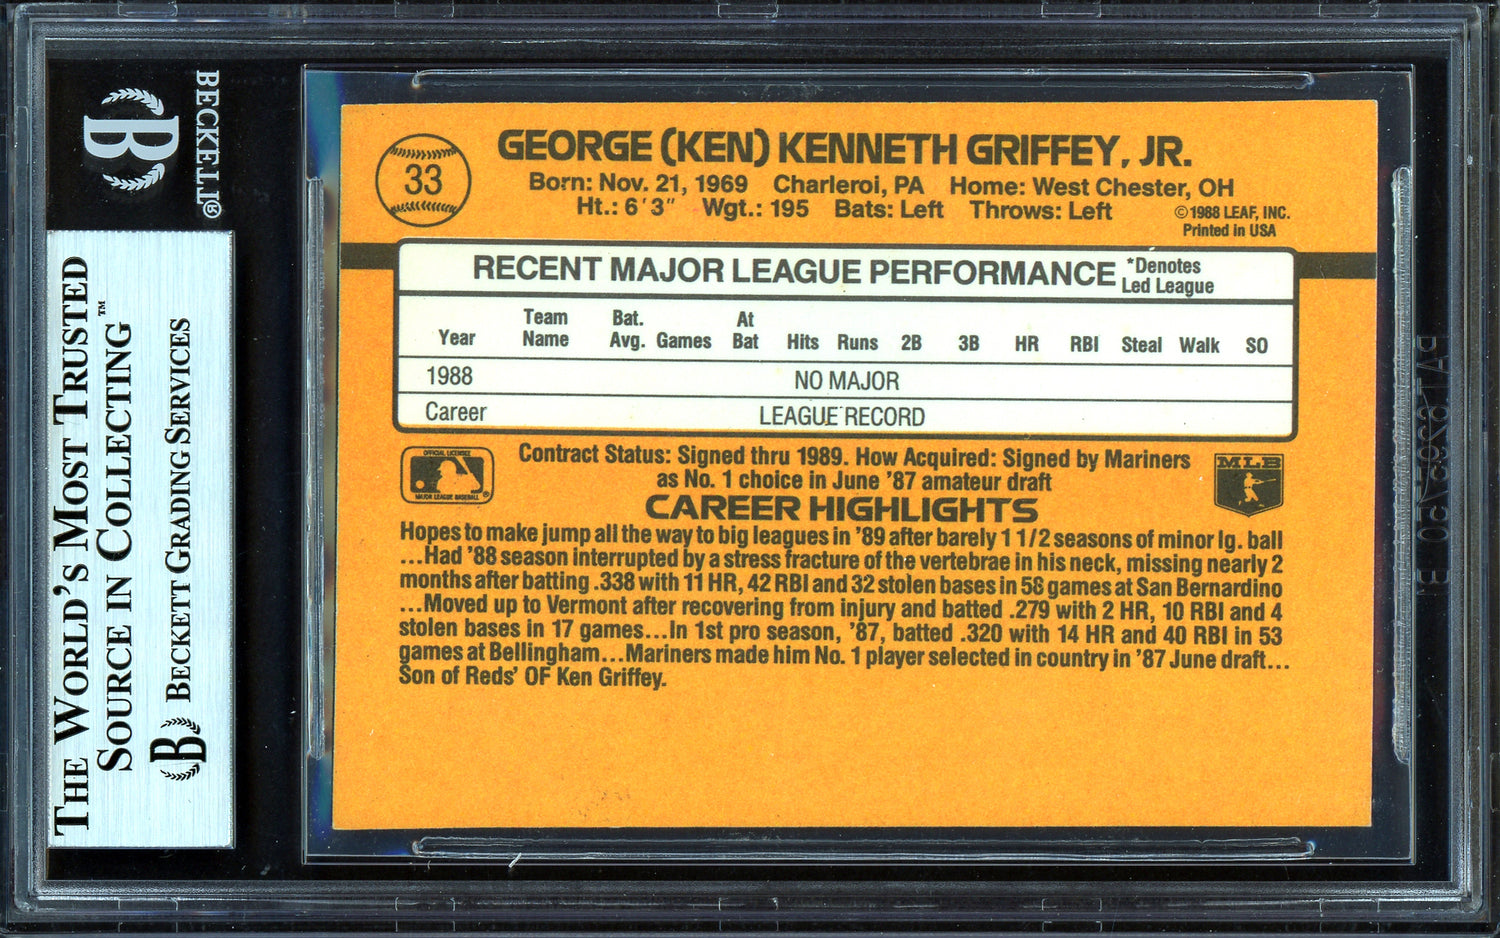 BECKETT®
B
THE WORLD'S MOST TRUSTED
SOURCE IN COLLECTING™
B BECKETT GRADING SERVICES
33
GEORGE (KEN) KENNETH GRIFFEY, JR.
Born: Nov. 21, 1969 Charleroi, PA Home: West Chester, OH
Ht.: 6'3" Wgt.: 195 Bats: Left Throws: Left
©1988 LEAF, INC.
Printed in USA
RECENT MAJOR LEAGUE PERFORMANCE
*Denotes
Led League
Year Team Name Bat. Avg. Games At Bat Hits Runs 2B 3B HR RBI Steal Walk SO
1988 NO MAJOR
Career LEAGUE RECORD
OFFICIAL LICENSEE
MAJOR LEAGUE BASEBALL ®
Contract Status: Signed thru 1989. How Acquired: Signed by Mariners
as No. 1 choice in June '87 amateur draft
MLB
CAREER HIGHLIGHTS
Hopes to make jump all the way to big leagues in '89 after barely 1 1/2 seasons of minor lg. ball
...Had '88 season interrupted by a stress fracture of the vertebrae in his neck, missing nearly 2
months after batting .338 with 11 HR, 42 RBI and 32 stolen bases in 58 games at San Bernardino
...Moved up to Vermont after recovering from injury and batted .279 with 2 HR, 10 RBI and 4
stolen bases in 17 games...In 1st pro season, '87, batted .320 with 14 HR and 40 RBI in 53
games at Bellingham...Mariners made him No. 1 player selected in country in '87 June draft...
Son of Reds' OF Ken Griffey.